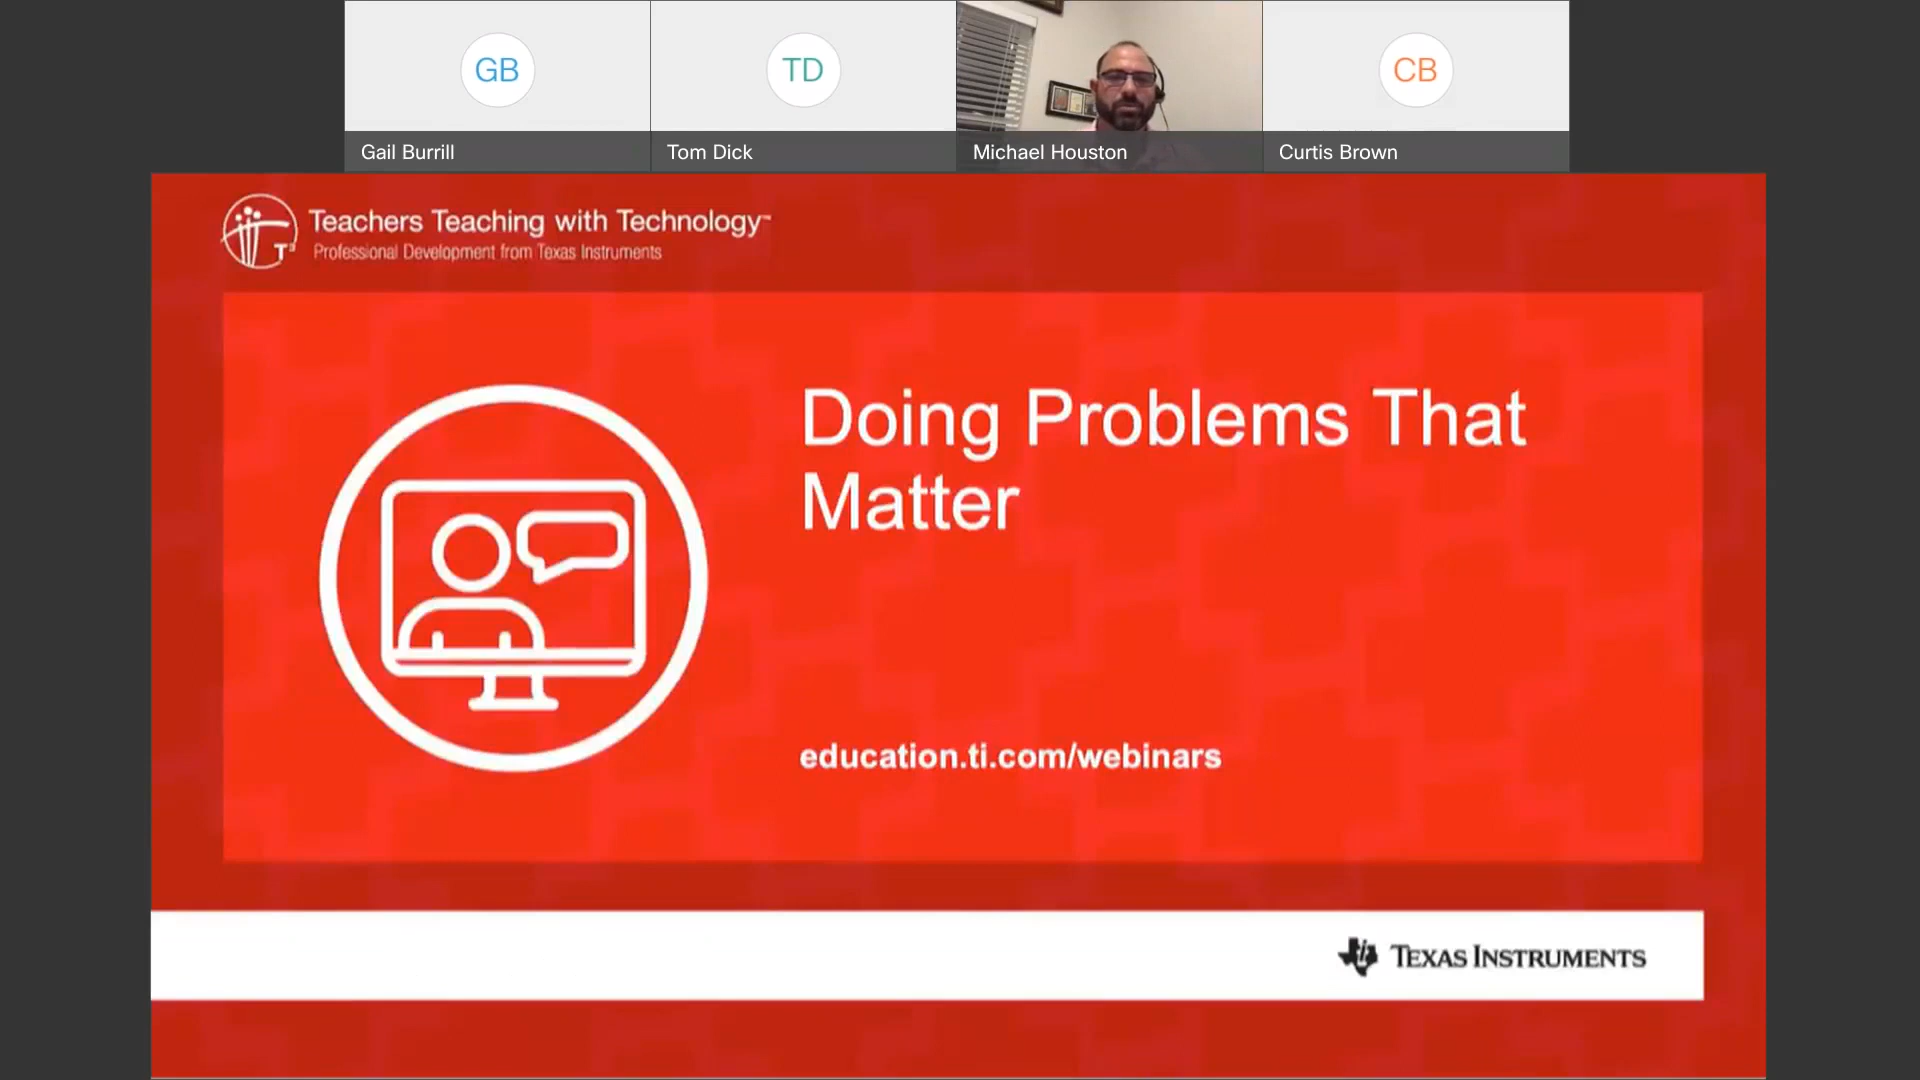 GB
TD
CB
Gail Burrill
Tom Dick
Michael Houston
Curtis Brown
T³
Teachers Teaching with Technology™
Professional Development from Texas Instruments
Doing Problems That
Matter
education.ti.com/webinars
TEXAS INSTRUMENTS